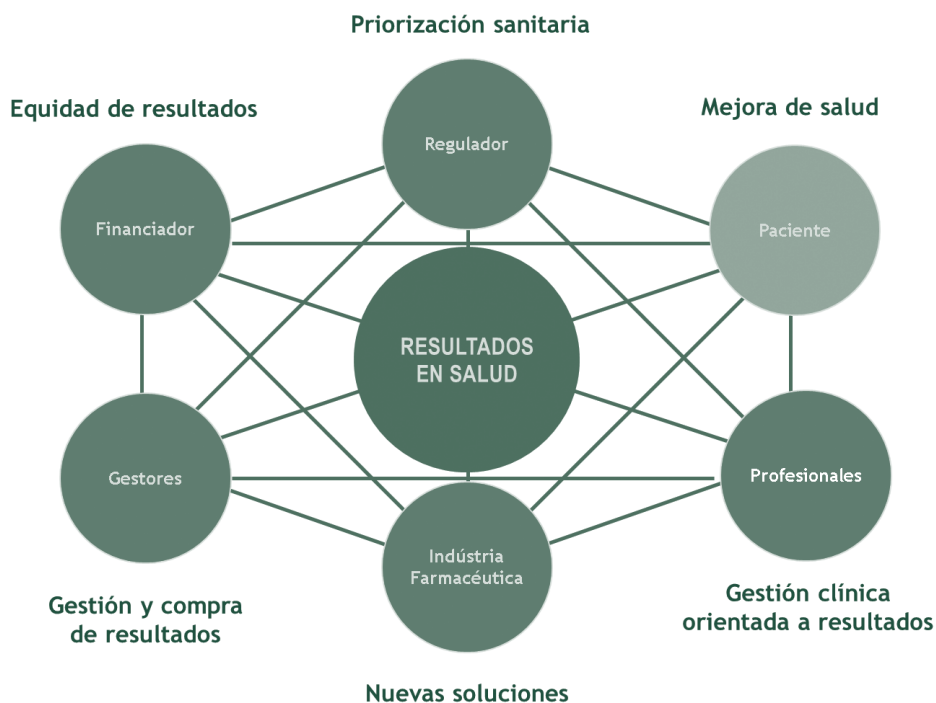 Priorización sanitaria
Equidad de resultados
Mejora de salud
Regulador
Financiador
Paciente
RESULTADOS
EN SALUD
Gestores
Profesionales
Indústria
Farmacéutica
Gestión y compra
de resultados
Gestión clínica
orientada a resultados
Nuevas soluciones